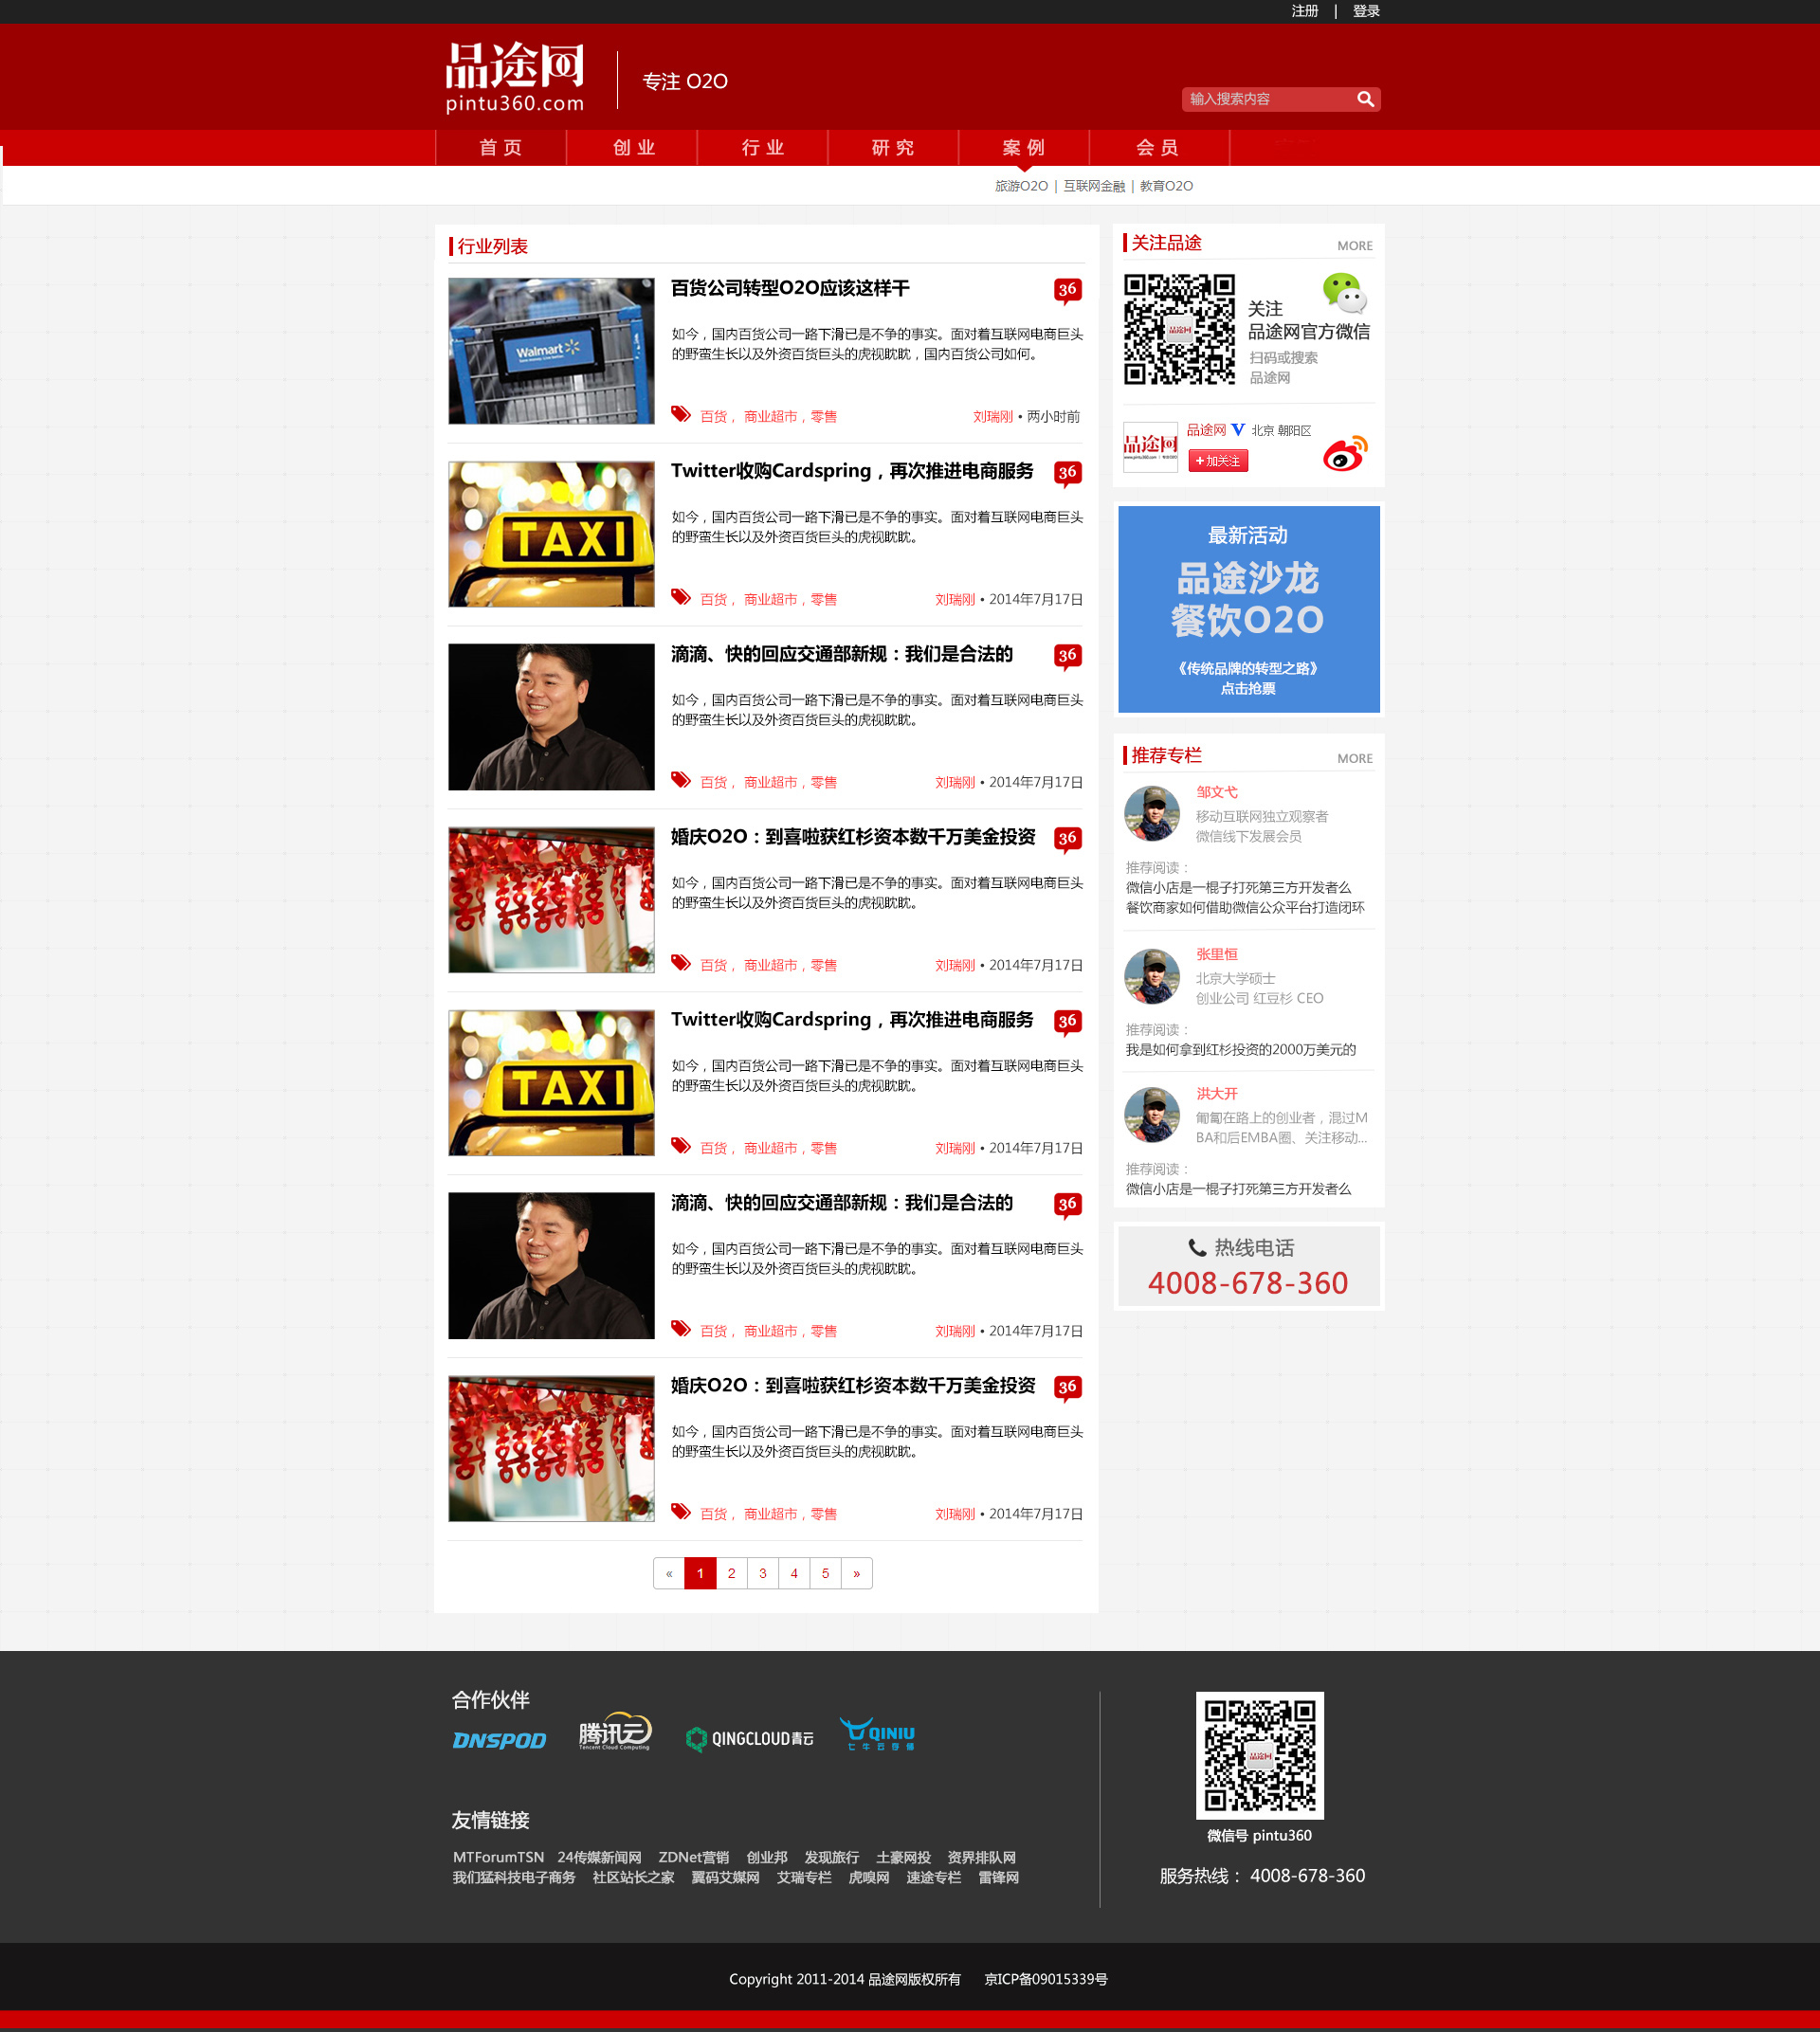 注册 | 登录
品途网
pintu360.com
专注 O2O
输入搜索内容
首 页 创 业 行 业 研 究 案 例 会 员
旅游O2O | 互联网金融 | 教育O2O
行业列表
Walmart
百货公司转型O2O应该这样干
36
如今，国内百货公司一路下滑已是不争的事实。面对着互联网电商巨头
的野蛮生长以及外资百货巨头的虎视眈眈，国内百货公司如何。
百货， 商业超市，零售
刘瑞刚 • 两小时前
TAXI
Twitter收购Cardspring，再次推进电商服务
36
如今，国内百货公司一路下滑已是不争的事实。面对着互联网电商巨头
的野蛮生长以及外资百货巨头的虎视眈眈。
百货， 商业超市，零售
刘瑞刚 • 2014年7月17日
滴滴、快的回应交通部新规：我们是合法的
36
如今，国内百货公司一路下滑已是不争的事实。面对着互联网电商巨头
的野蛮生长以及外资百货巨头的虎视眈眈。
百货， 商业超市，零售
刘瑞刚 • 2014年7月17日
婚庆O2O：到喜啦获红杉资本数千万美金投资
36
如今，国内百货公司一路下滑已是不争的事实。面对着互联网电商巨头
的野蛮生长以及外资百货巨头的虎视眈眈。
百货， 商业超市，零售
刘瑞刚 • 2014年7月17日
TAXI
Twitter收购Cardspring，再次推进电商服务
36
如今，国内百货公司一路下滑已是不争的事实。面对着互联网电商巨头
的野蛮生长以及外资百货巨头的虎视眈眈。
百货， 商业超市，零售
刘瑞刚 • 2014年7月17日
滴滴、快的回应交通部新规：我们是合法的
36
如今，国内百货公司一路下滑已是不争的事实。面对着互联网电商巨头
的野蛮生长以及外资百货巨头的虎视眈眈。
百货， 商业超市，零售
刘瑞刚 • 2014年7月17日
婚庆O2O：到喜啦获红杉资本数千万美金投资
36
如今，国内百货公司一路下滑已是不争的事实。面对着互联网电商巨头
的野蛮生长以及外资百货巨头的虎视眈眈。
百货， 商业超市，零售
刘瑞刚 • 2014年7月17日
« 1 2 3 4 5 »
关注品途
MORE
品途网
关注
品途网官方微信
扫码或搜索
品途网
品途网
品途网 V 北京 朝阳区
+加关注
最新活动
品途沙龙
餐饮O2O
《传统品牌的转型之路》
点击抢票
推荐专栏
MORE
邹文弋
移动互联网独立观察者
微信线下发展会员
推荐阅读：
微信小店是一棍子打死第三方开发者么
餐饮商家如何借助微信公众平台打造闭环
张里恒
北京大学硕士
创业公司 红豆杉 CEO
推荐阅读：
我是如何拿到红杉投资的2000万美元的
洪大开
匍匐在路上的创业者，混过M
BA和后EMBA圈、关注移动...
推荐阅读：
微信小店是一棍子打死第三方开发者么
热线电话
4008-678-360
合作伙伴
DNSPOD
腾讯云
Tencent Cloud Computing
QINGCLOUD青云
QINIU
七牛云存储
友情链接
MTForumTSN 24传媒新闻网 ZDNet营销 创业邦 发现旅行 土豪网投 资界排队网
我们猛科技电子商务 社区站长之家 翼码艾媒网 艾瑞专栏 虎嗅网 速途专栏 雷锋网
品途网
微信号 pintu360
服务热线： 4008-678-360
Copyright 2011-2014 品途网版权所有 京ICP备09015339号